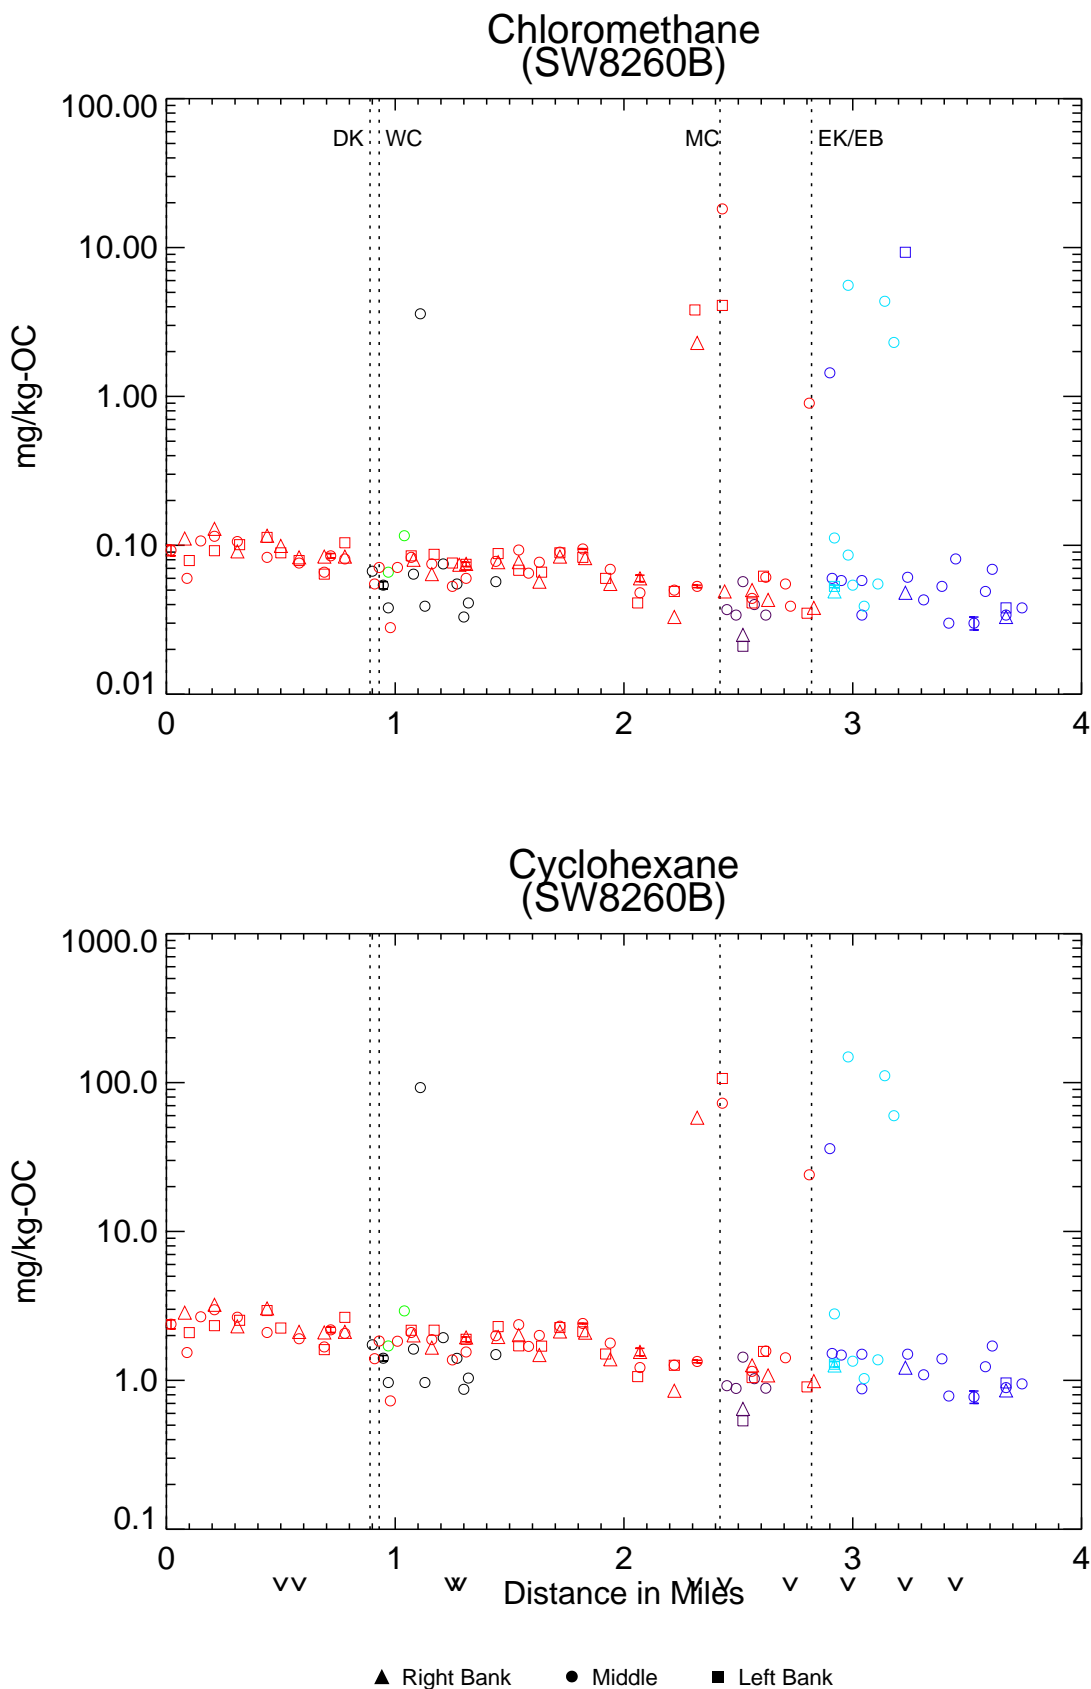 Chloromethane
(SW8260B)
100.00
DK WC MC EK/EB
10.00
mg/kg-OC
1.00
0.10
0.01
0 1 2 3 4
Cyclohexane
(SW8260B)
1000.0
100.0
mg/kg-OC
10.0
1.0
0.1
0 1 2 3 4
Distance in Miles
Right Bank Middle Left Bank